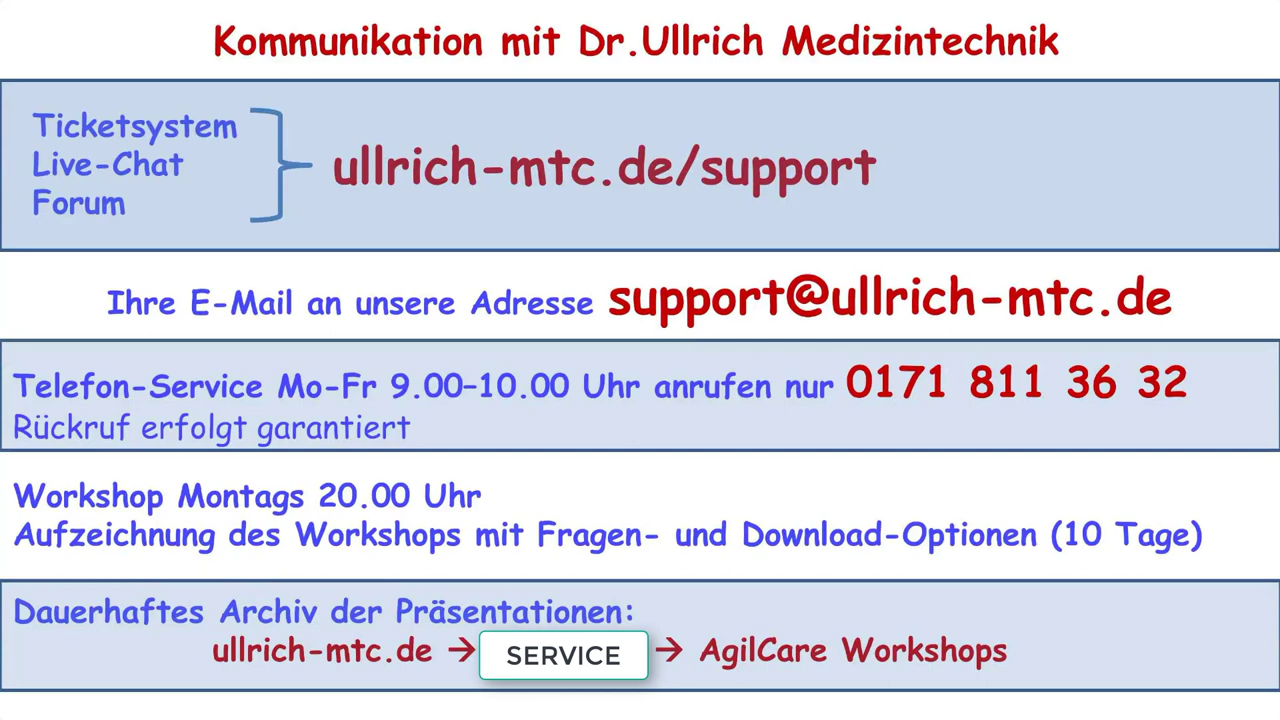 Kommunikation mit Dr.Ullrich Medizintechnik
Ticketsystem
Live-Chat
Forum
ullrich-mtc.de/support
Ihre E-Mail an unsere Adresse support@ullrich-mtc.de
Telefon-Service Mo-Fr 9.00–10.00 Uhr anrufen nur 0171 811 36 32
Rückruf erfolgt garantiert
Workshop Montags 20.00 Uhr
Aufzeichnung des Workshops mit Fragen- und Download-Optionen (10 Tage)
Dauerhaftes Archiv der Präsentationen:
ullrich-mtc.de → SERVICE → AgilCare Workshops